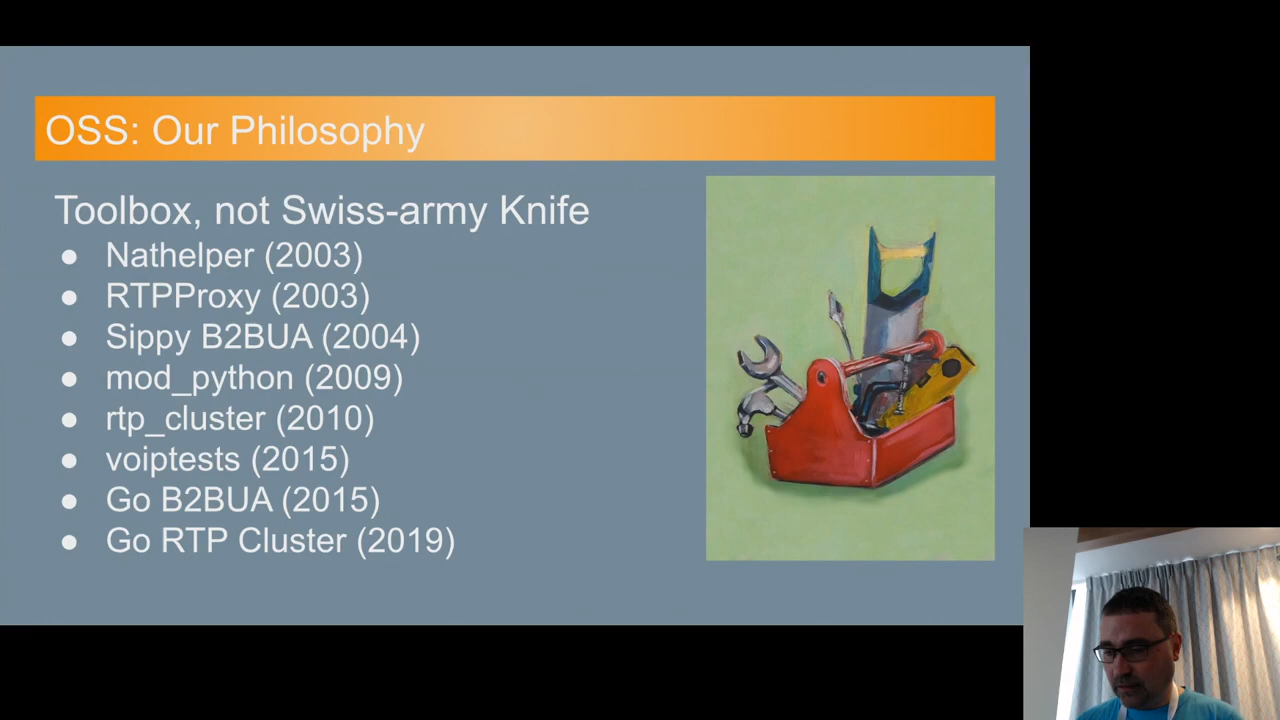 OSS: Our Philosophy
Toolbox, not Swiss-army Knife
● Nathelper (2003)
● RTPProxy (2003)
● Sippy B2BUA (2004)
● mod_python (2009)
● rtp_cluster (2010)
● voiptests (2015)
● Go B2BUA (2015)
● Go RTP Cluster (2019)